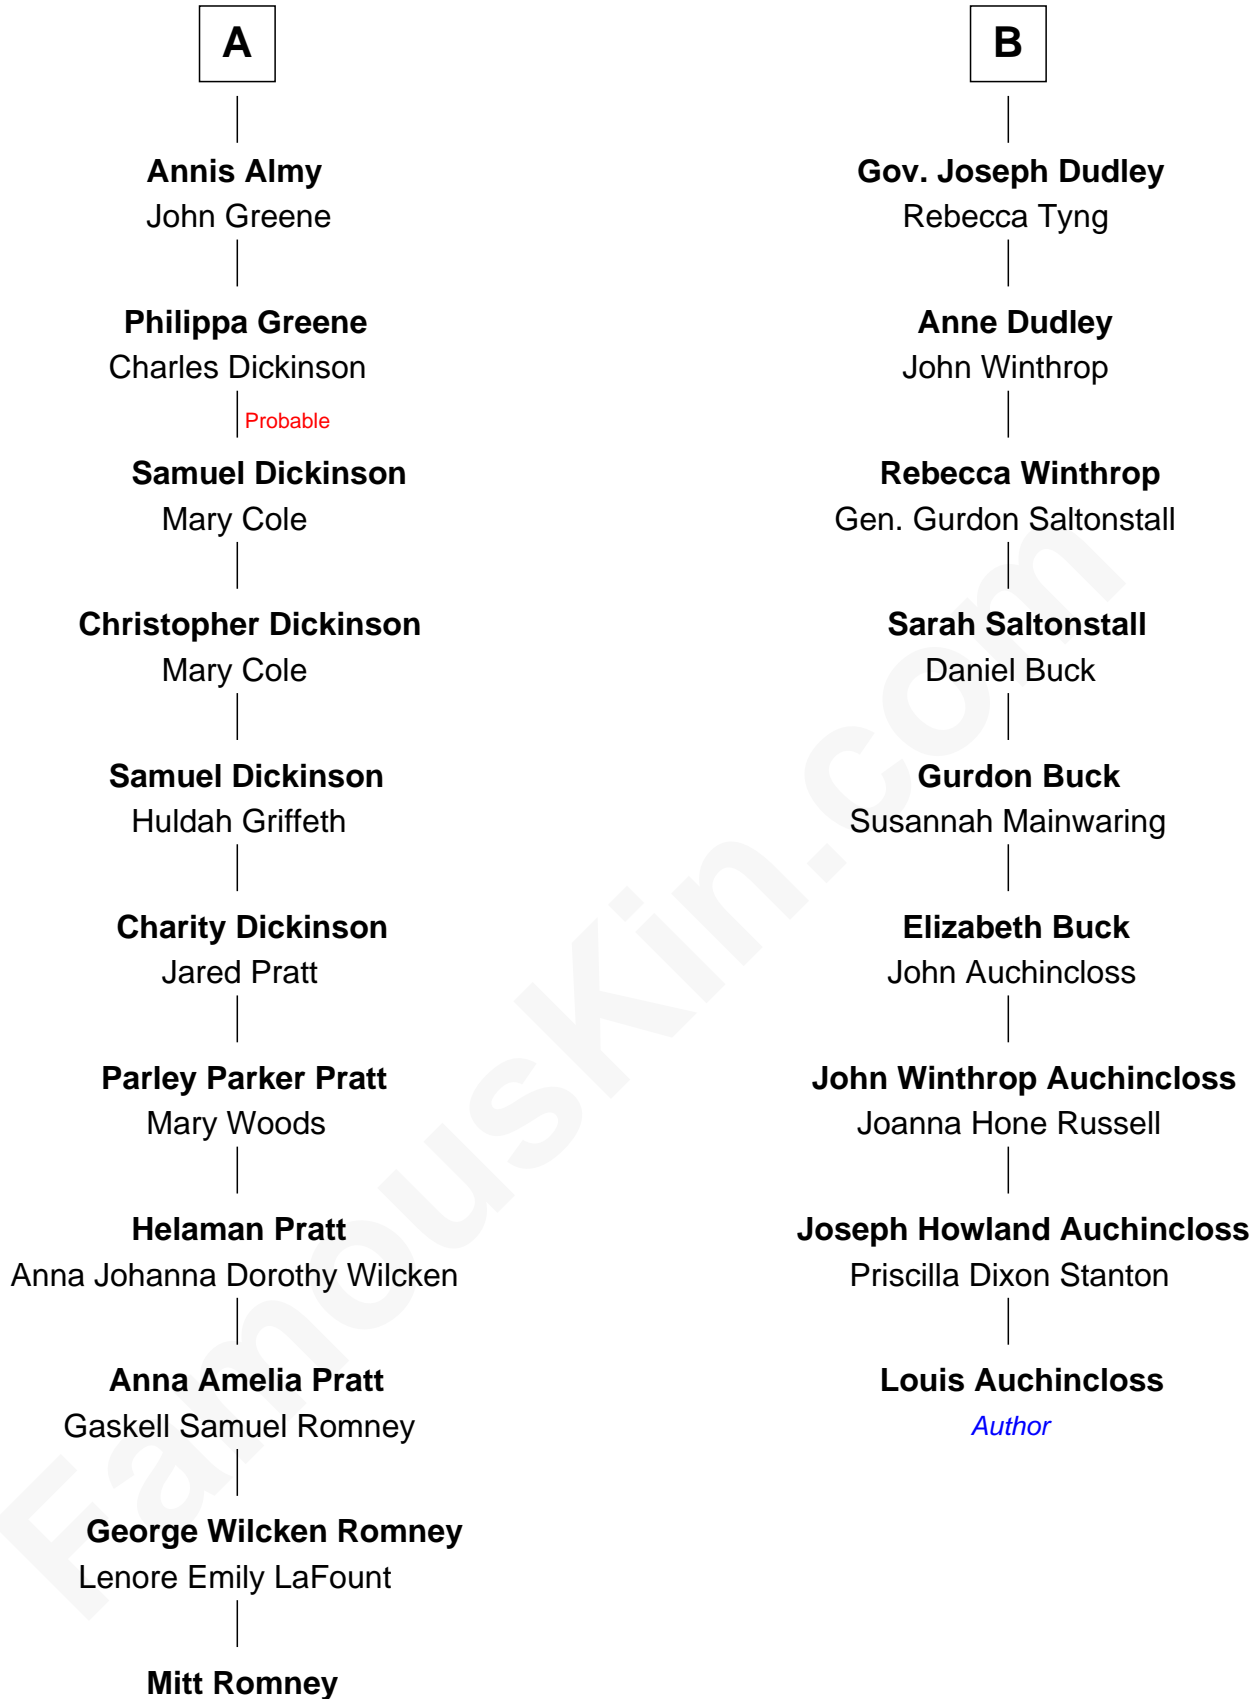 A
Annis Almy
John Greene
Philippa Greene
Charles Dickinson
Probable
Samuel Dickinson
Mary Cole
Christopher Dickinson
Mary Cole
Samuel Dickinson
Huldah Griffeth
Charity Dickinson
Jared Pratt
Parley Parker Pratt
Mary Woods
Helaman Pratt
Anna Johanna Dorothy Wilcken
Anna Amelia Pratt
Gaskell Samuel Romney
George Wilcken Romney
Lenore Emily LaFount
Mitt Romney
B
Gov. Joseph Dudley
Rebecca Tyng
Anne Dudley
John Winthrop
Rebecca Winthrop
Gen. Gurdon Saltonstall
Sarah Saltonstall
Daniel Buck
Gurdon Buck
Susannah Mainwaring
Elizabeth Buck
John Auchincloss
John Winthrop Auchincloss
Joanna Hone Russell
Joseph Howland Auchincloss
Priscilla Dixon Stanton
Louis Auchincloss
Author
FamousKin.com